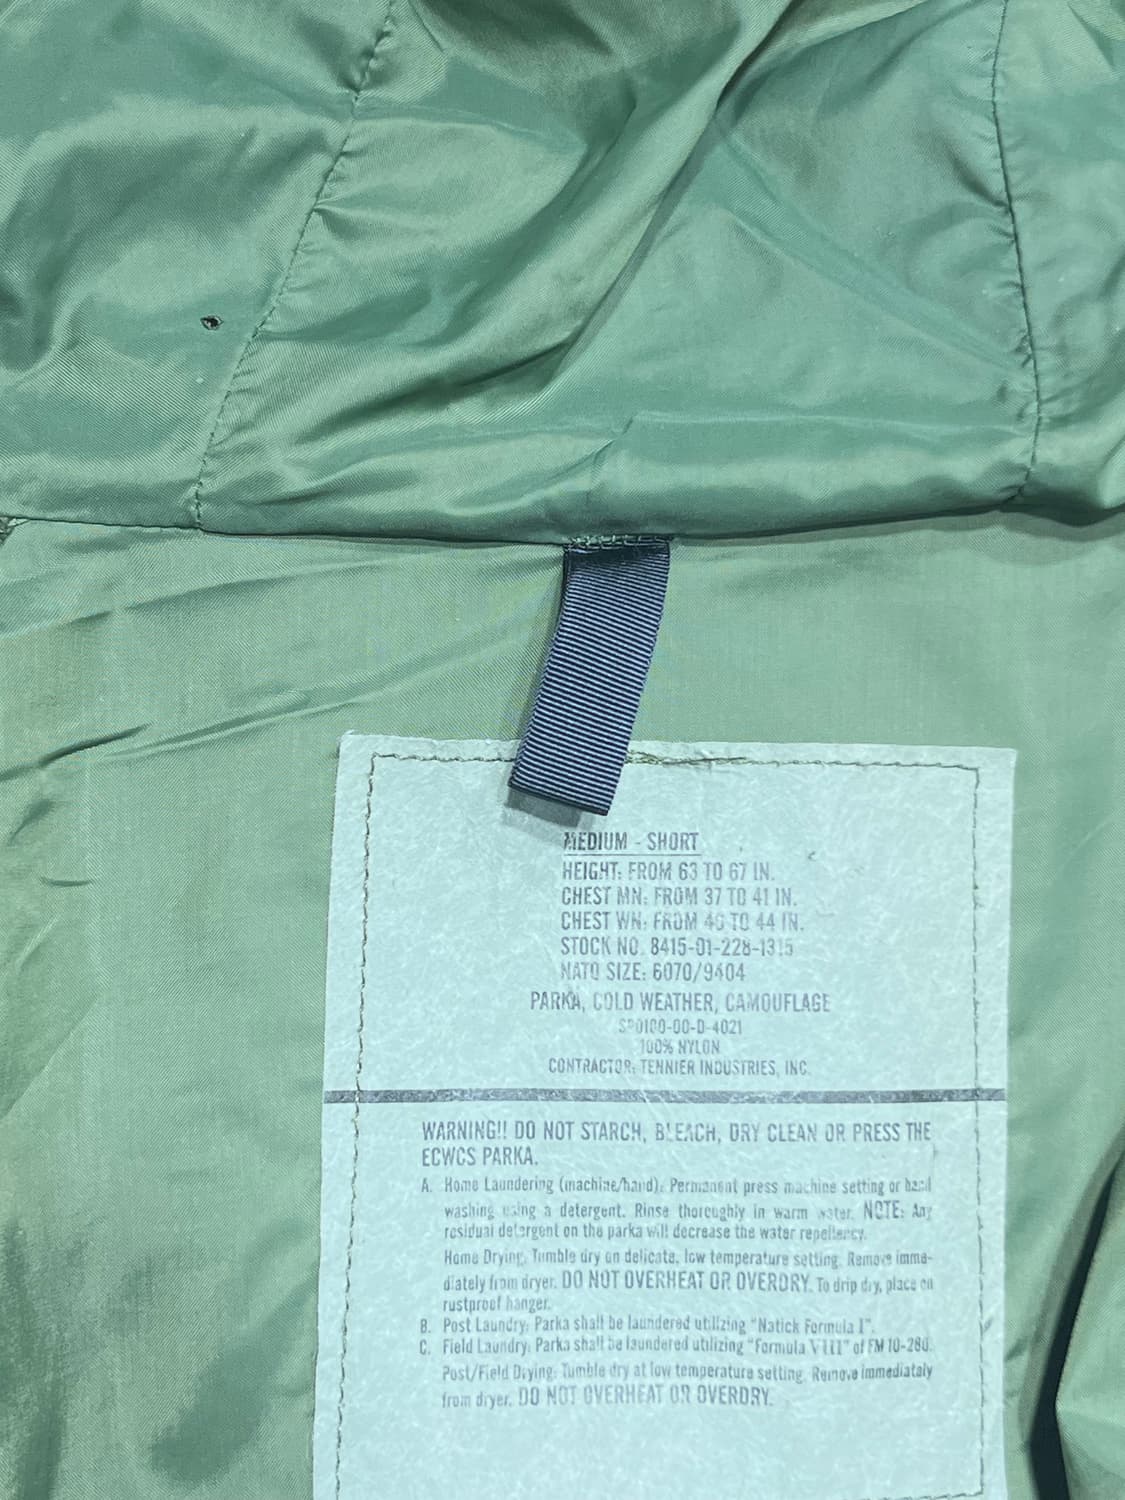 MEDIUM - SHORT
HEIGHT: FROM 63 TO 67 IN.
CHEST MN: FROM 37 TO 41 IN.
CHEST WN: FROM 40 TO 44 IN.
STOCK NO. 8415-01-228-1315
NATO SIZE: 6070/9404
PARKA, COLD WEATHER, CAMOUFLAGE
SP0100-00-D-4021
100% NYLON
CONTRACTOR: TENNIER INDUSTRIES, INC.
WARNING!! DO NOT STARCH, BLEACH, DRY CLEAN OR PRESS THE
ECWCS PARKA.
A. Home Laundering (machine/hand): Permanent press machine setting or hand
washing using a detergent. Rinse thoroughly in warm water. NOTE: Any
residual detergent on the parka will decrease the water repellency.
Home Drying: Tumble dry on delicate, low temperature setting. Remove imme-
diately from dryer. DO NOT OVERHEAT OR OVERDRY. To drip dry, place on
rustproof hanger.
B. Post Laundry: Parka shall be laundered utilizing "Natick Formula I".
C. Field Laundry: Parka shall be laundered utilizing "Formula VIII" of FM 10-280.
Post/Field Drying: Tumble dry at low temperature setting. Remove immediately
from dryer. DO NOT OVERHEAT OR OVERDRY.